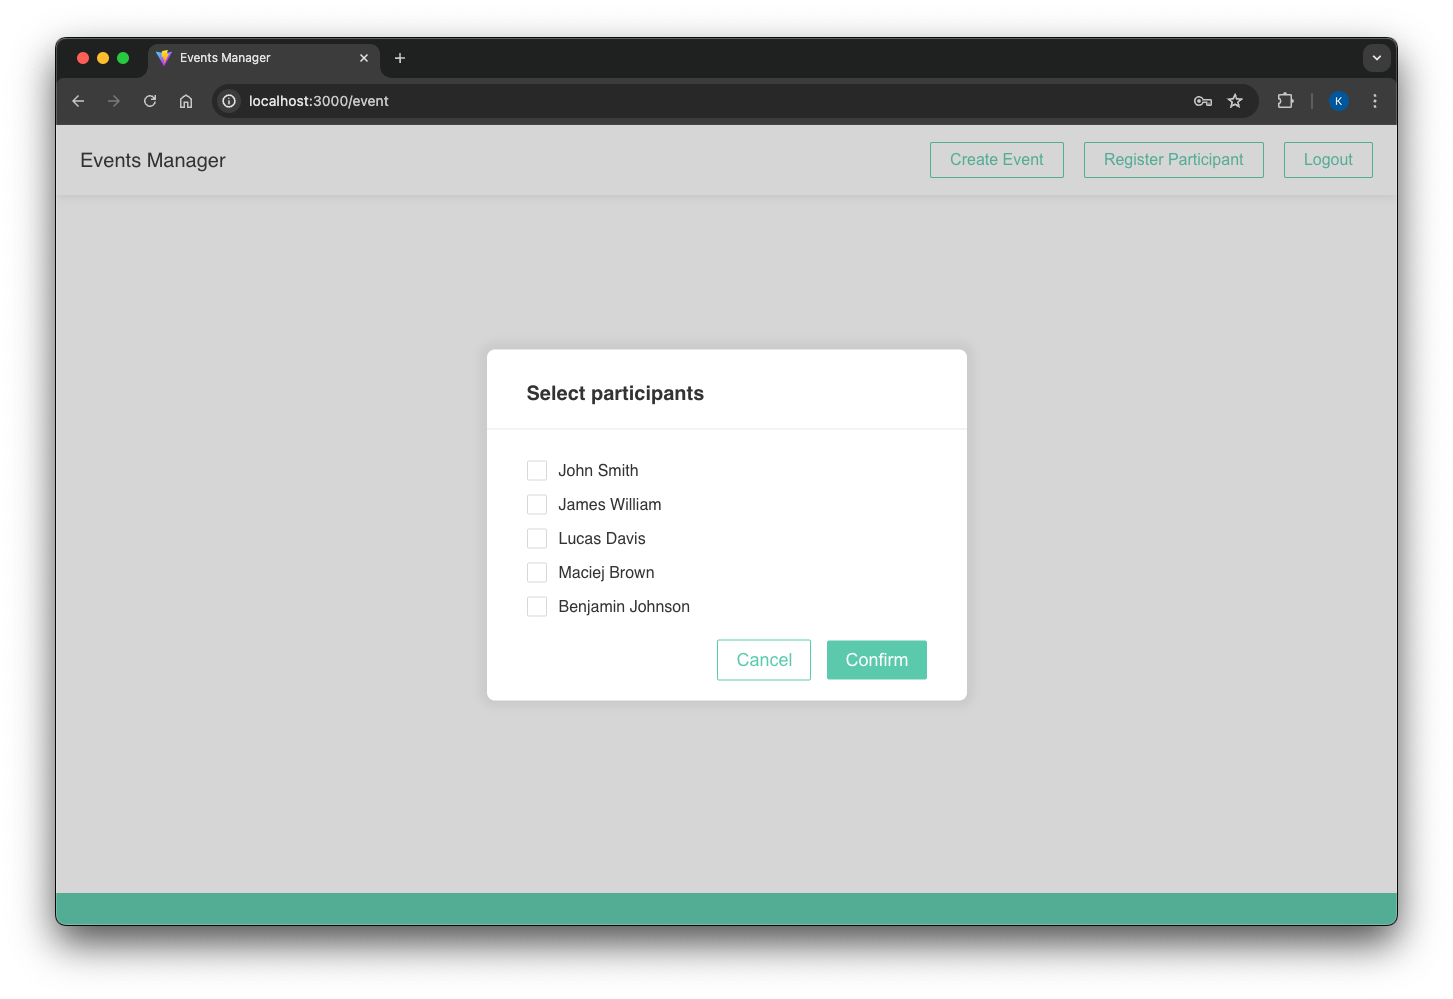 Events Manager
localhost:3000/event
K
Events Manager
Create Event
Register Participant
Logout
Select participants
John Smith
James William
Lucas Davis
Maciej Brown
Benjamin Johnson
Cancel
Confirm